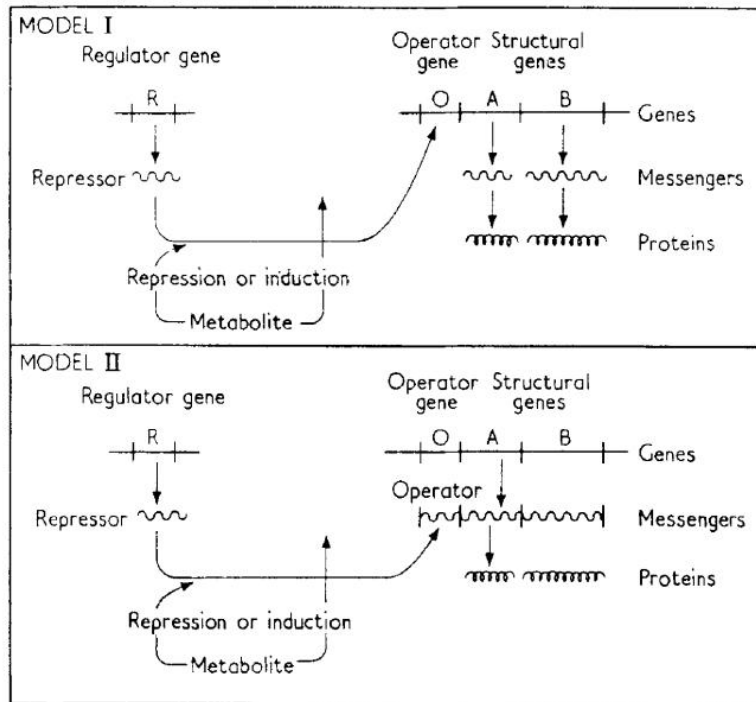 MODEL I
Regulator gene
Operator Structural
gene genes
R
O A B
Genes
Repressor
Messengers
Proteins
Repression or induction
Metabolite
MODEL II
Regulator gene
Operator Structural
gene genes
R
O A B
Genes
Operator
Repressor
Messengers
Proteins
Repression or induction
Metabolite